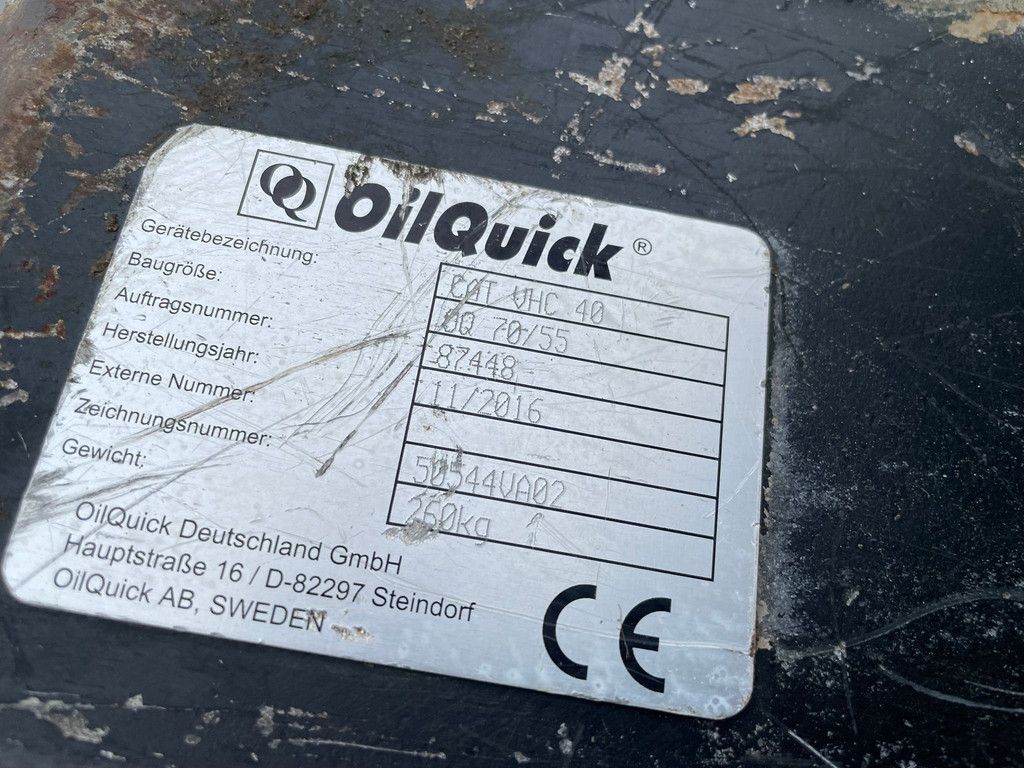 OilQuick ®
Gerätebezeichnung: CAT VHC 40
Baugröße: OQ 70/55
Auftragsnummer: 87448
Herstellungsjahr: 11/2016
Externe Nummer:
Zeichnungsnummer: 50544VA02
Gewicht: 260kg
OilQuick Deutschland GmbH
Hauptstraße 16 / D-82297 Steindorf
OilQuick AB, SWEDEN
CE